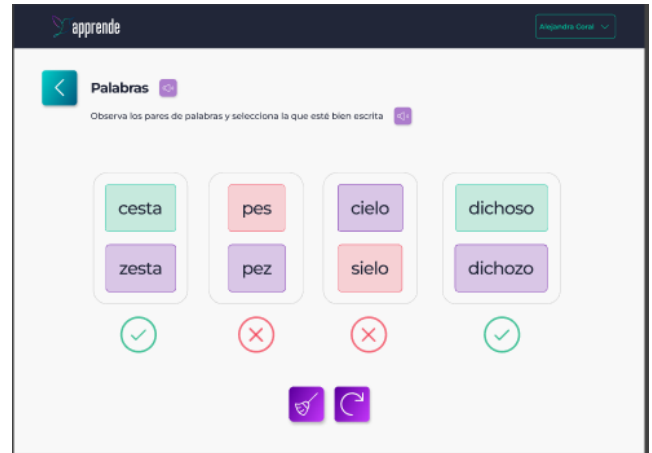 apprende
Alejandra Coral
Palabras
Observa los pares de palabras y selecciona la que esté bien escrita
cesta pes cielo dichoso
zesta pez sielo dichozo